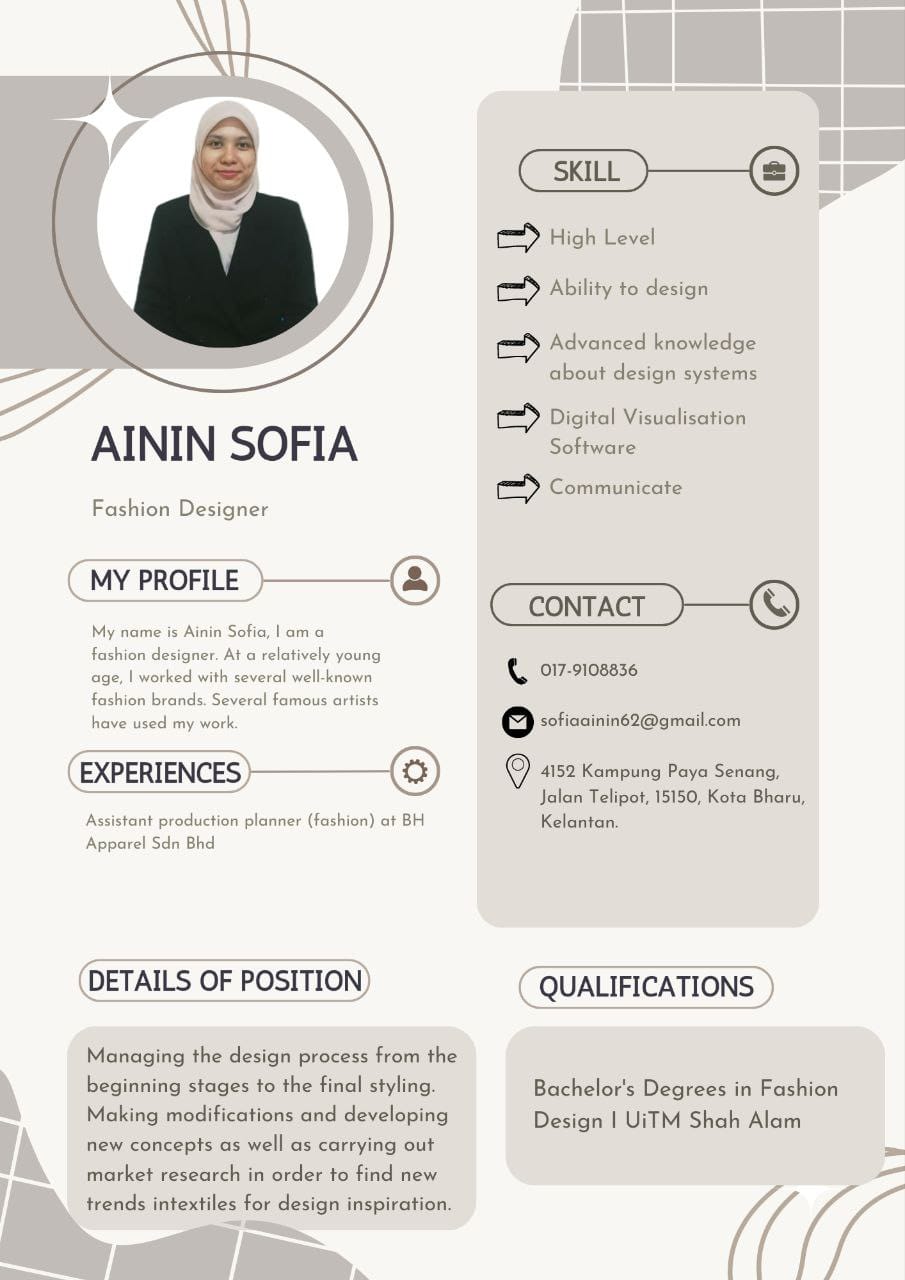 AININ SOFIA
Fashion Designer
MY PROFILE
My name is Ainin Sofia, I am a
fashion designer. At a relatively young
age, I worked with several well-known
fashion brands. Several famous artists
have used my work.
EXPERIENCES
Assistant production planner (fashion) at BH
Apparel Sdn Bhd
SKILL
High Level
Ability to design
Advanced knowledge
about design systems
Digital Visualisation
Software
Communicate
CONTACT
017-9108836
sofiaainin62@gmail.com
4152 Kampung Paya Senang,
Jalan Telipot, 15150, Kota Bharu,
Kelantan.
DETAILS OF POSITION
Managing the design process from the
beginning stages to the final styling.
Making modifications and developing
new concepts as well as carrying out
market research in order to find new
trends intextiles for design inspiration.
QUALIFICATIONS
Bachelor's Degrees in Fashion
Design I UiTM Shah Alam